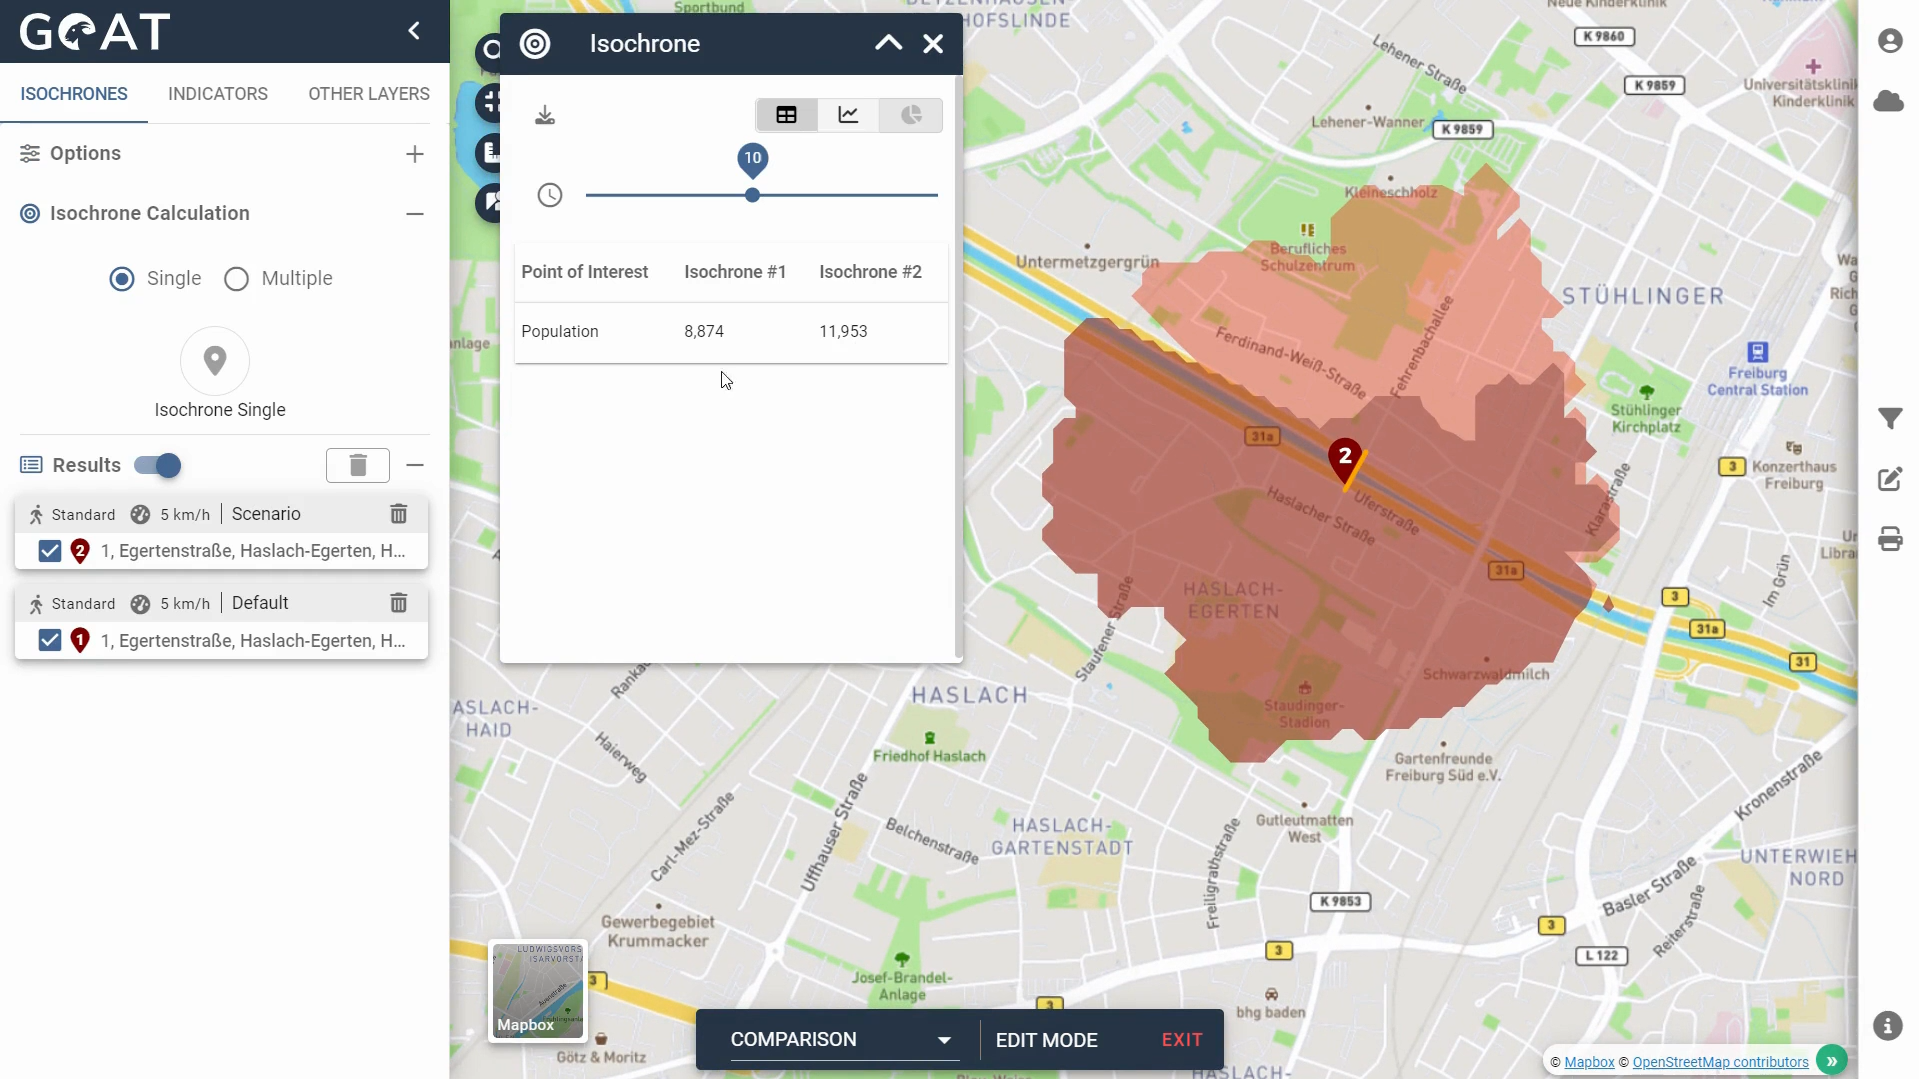 GOAT
ISOCHRONES
INDICATORS
OTHER LAYERS
Options
Isochrone Calculation
Single
Multiple
Isochrone Single
Results
Standard
5 km/h
Scenario
2
1, Egertenstraße, Haslach-Egerten, H...
Standard
5 km/h
Default
1
1, Egertenstraße, Haslach-Egerten, H...
Isochrone
10
Point of Interest
Isochrone #1
Isochrone #2
Population
8,874
11,953
Sportbund
HOFSLINDE
Neue Kinderklinik
K 9860
Lehener Straße
K 9859
Universitätsklinik
Kinderklinik
Lehener-Wanner
K 9859
Kleineschholz
Berufliches
Schulzentrum
Untermetzgergrün
STÜHLINGER
Ferdinand-Weiß-Straße
Fehrenbachallee
Freiburg
Central Station
Stühlinger
Kirchplatz
31a
2
3
Konzerthaus
Freiburg
Haslacher Straße
Uferstraße
Klarastraße
31a
HASLACH-
EGERTEN
Im Grün
3
31a
31
Staufener Straße
Schwarzwaldmilch
Staudinger-
Stadion
HASLACH
ASLACH-
HAID
Friedhof Haslach
Haierweg
Gartenfreunde
Freiburg Süd e.V.
Kronenstraße
Carl-Mez-Straße
Uffhauser Straße
Belchenstraße
HASLACH-
GARTENSTADT
Gutleutmatten
West
Freiligrathstraße
UNTERWIEH
NORD
Basler Straße
Reiterstraße
K 9853
3
3
L 122
Gewerbegebiet
Krummacker
3
Josef-Brandel-
Anlage
3
bhg baden
Götz & Moritz
LUDWIGSVORS
ISARVORSTA
Mapbox
COMPARISON
EDIT MODE
EXIT
HASLACH-
© Mapbox © OpenStreetMap contributors